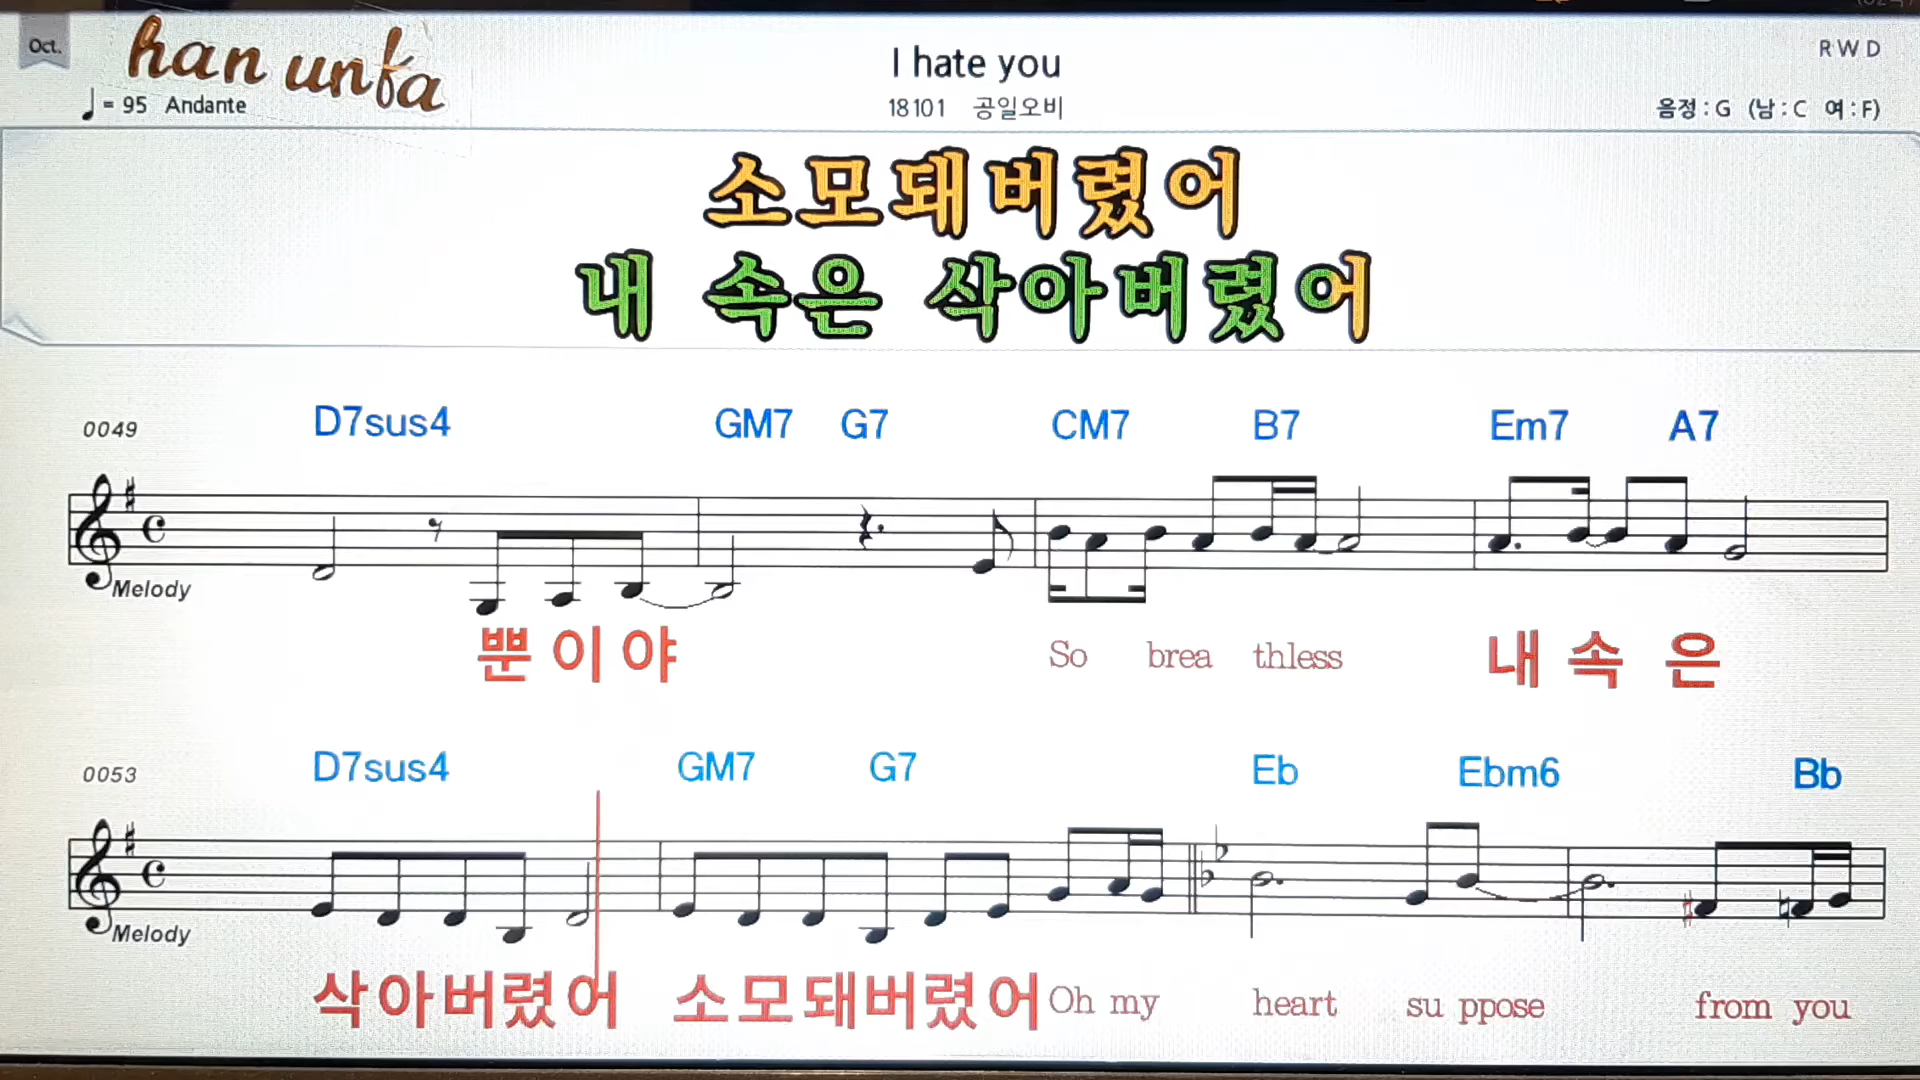 Oct.
han unfa
I hate you
R W D
♩ = 95 Andante
18101 공일오비
음정 : G (남 : C 여 : F)
소모돼버렸어
내 속은 삭아버렸어
0049 D7sus4 GM7 G7 CM7 B7 Em7 A7
Melody
뿐 이 야 So brea thless 내 속 은
0053 D7sus4 GM7 G7 Eb Ebm6 Bb
Melody
삭아버렸어 소모돼버렸어 Oh my heart su ppose from you